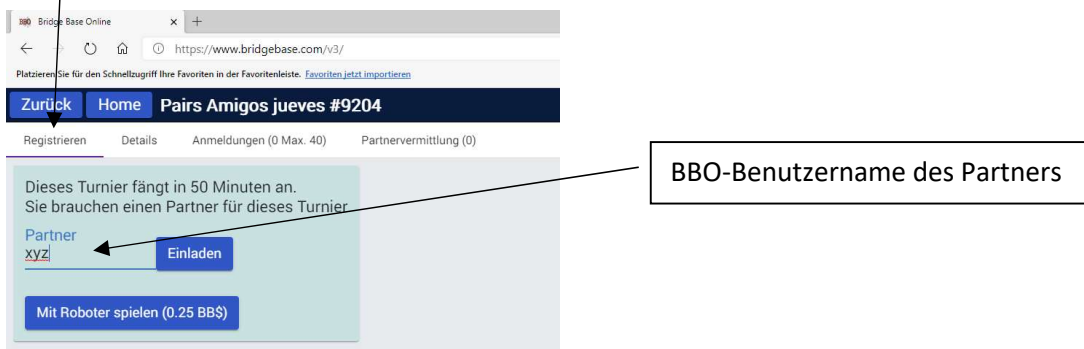 BBO Bridge Base Online × +
https://www.bridgebase.com/v3/
Platzieren Sie für den Schnellzugriff Ihre Favoriten in der Favoritenleiste. Favoriten jetzt importieren
Zurück Home Pairs Amigos jueves #9204
Registrieren Details Anmeldungen (0 Max. 40) Partnervermittlung (0)
Dieses Turnier fängt in 50 Minuten an.
Sie brauchen einen Partner für dieses Turnier
Partner
xyz Einladen
Mit Roboter spielen (0.25 BB$)
BBO-Benutzername des Partners